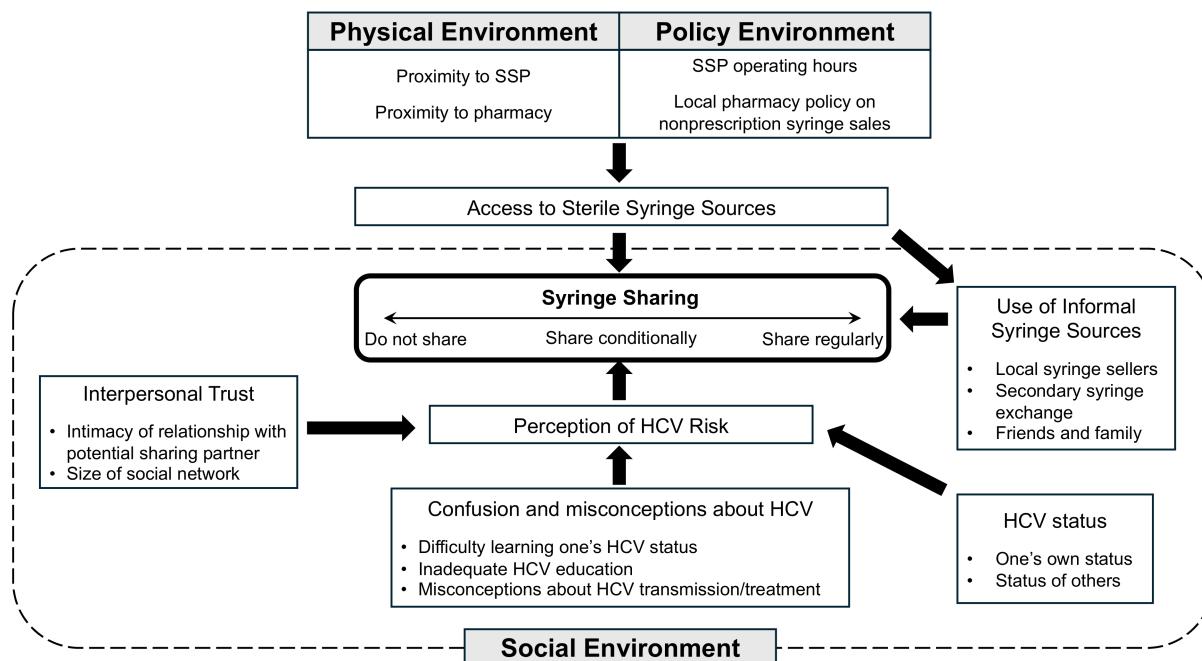 Physical Environment
Policy Environment
Proximity to SSP
Proximity to pharmacy
SSP operating hours
Local pharmacy policy on
nonprescription syringe sales
Access to Sterile Syringe Sources
Syringe Sharing
Do not share
Share conditionally
Share regularly
Use of Informal
Syringe Sources
• Local syringe sellers
• Secondary syringe
exchange
• Friends and family
Interpersonal Trust
• Intimacy of relationship with
potential sharing partner
• Size of social network
Perception of HCV Risk
Confusion and misconceptions about HCV
• Difficulty learning one’s HCV status
• Inadequate HCV education
• Misconceptions about HCV transmission/treatment
HCV status
• One’s own status
• Status of others
Social Environment